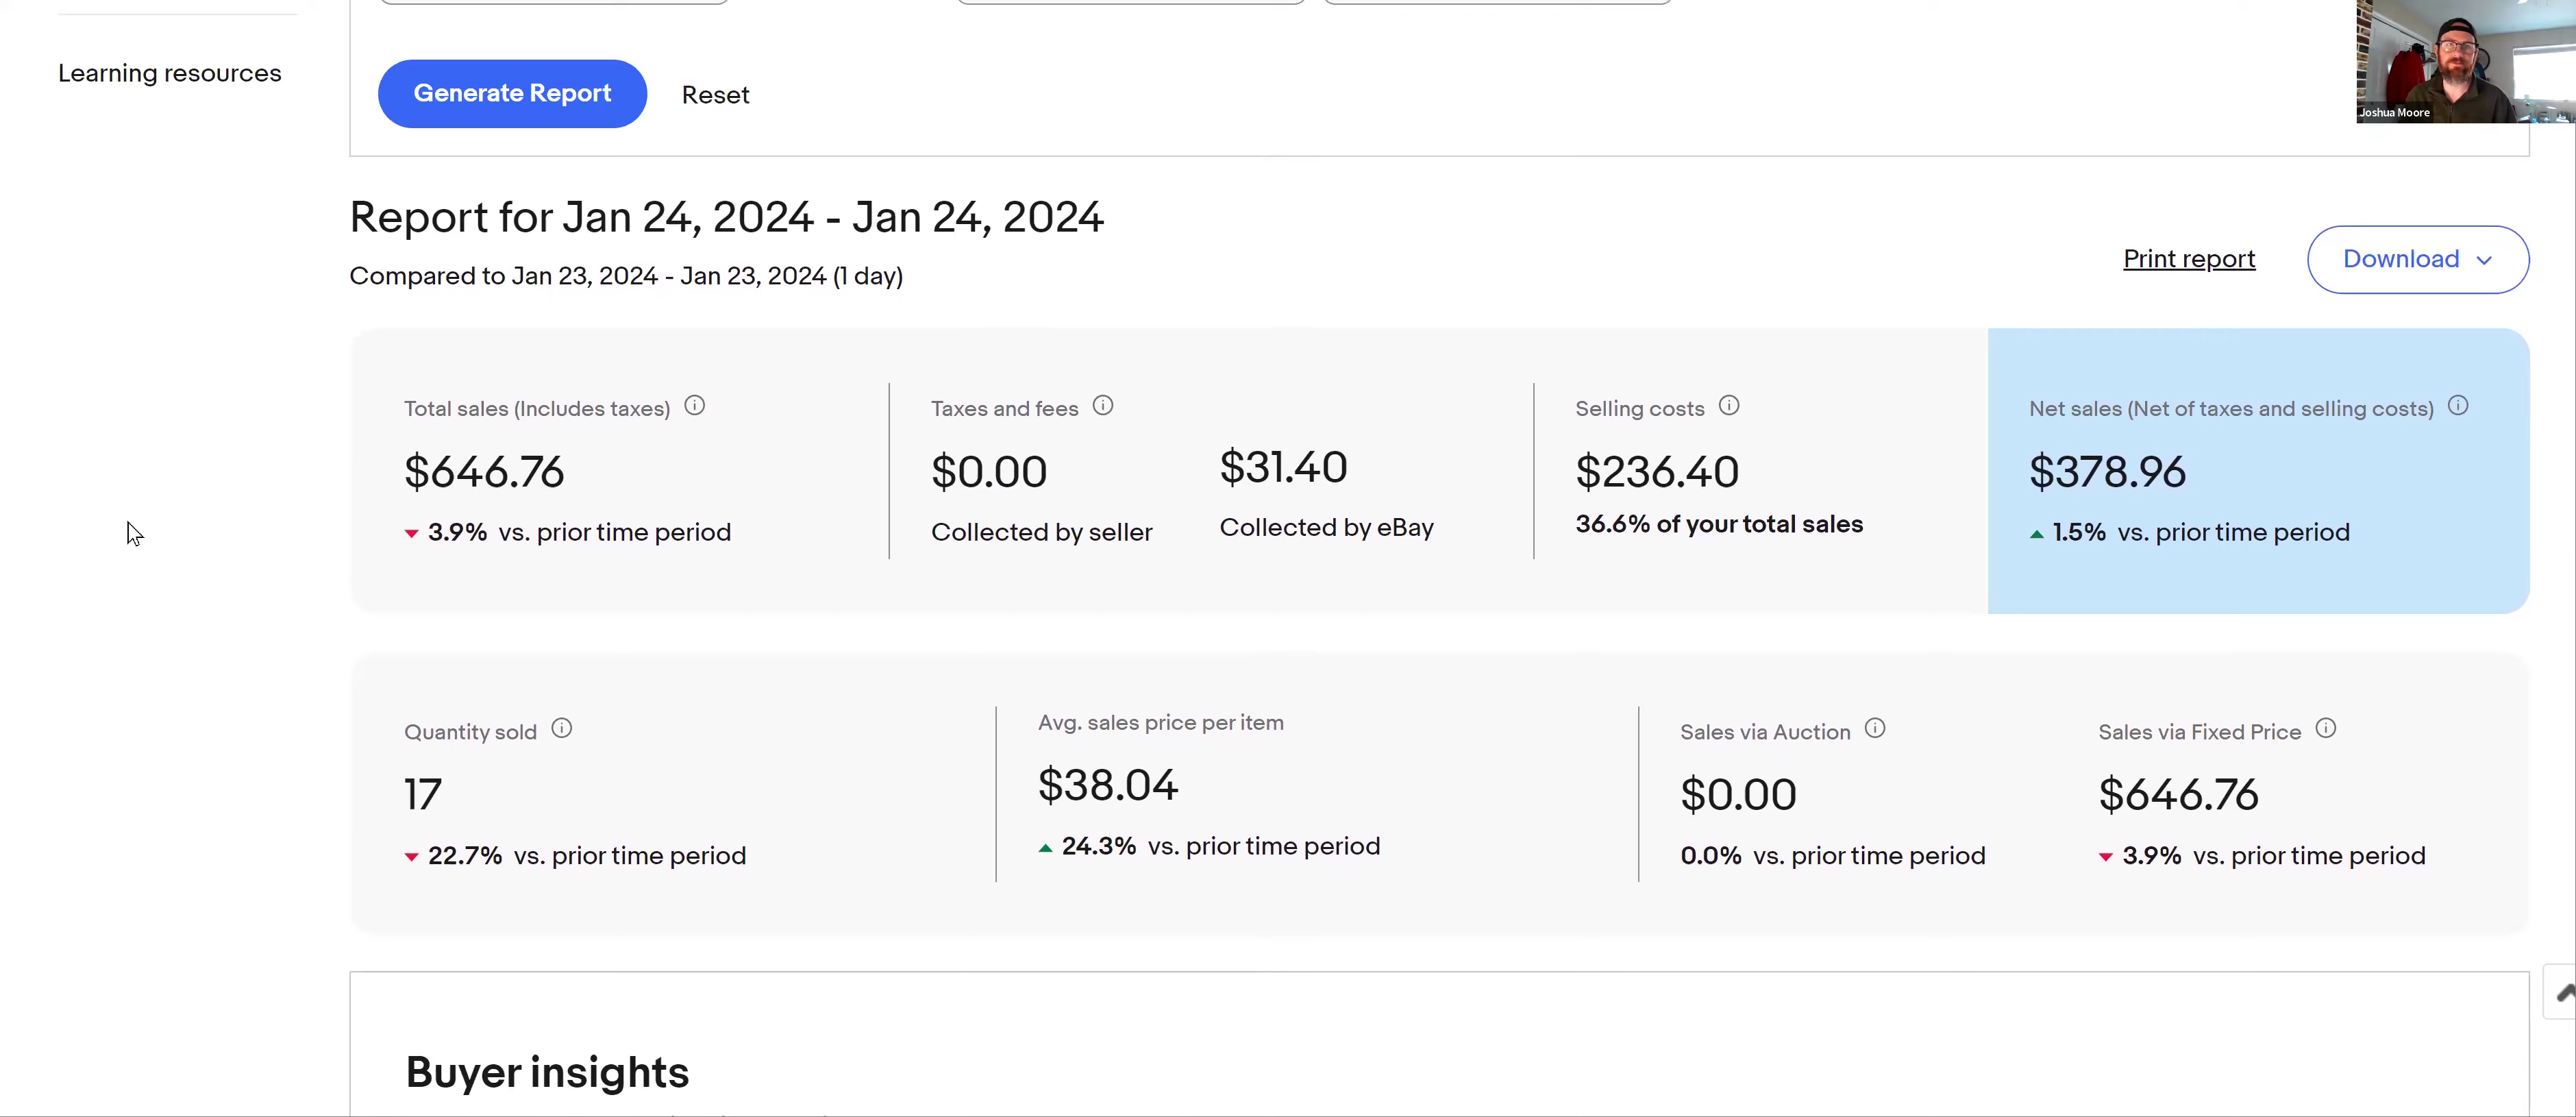 Learning resources
Generate Report
Reset
Joshua Moore
Report for Jan 24, 2024 - Jan 24, 2024
Compared to Jan 23, 2024 - Jan 23, 2024 (1 day)
Print report
Download
Total sales (Includes taxes)
$646.76
3.9% vs. prior time period
Taxes and fees
$0.00
Collected by seller
$31.40
Collected by eBay
Selling costs
$236.40
36.6% of your total sales
Net sales (Net of taxes and selling costs)
$378.96
1.5% vs. prior time period
Quantity sold
17
22.7% vs. prior time period
Avg. sales price per item
$38.04
24.3% vs. prior time period
Sales via Auction
$0.00
0.0% vs. prior time period
Sales via Fixed Price
$646.76
3.9% vs. prior time period
Buyer insights